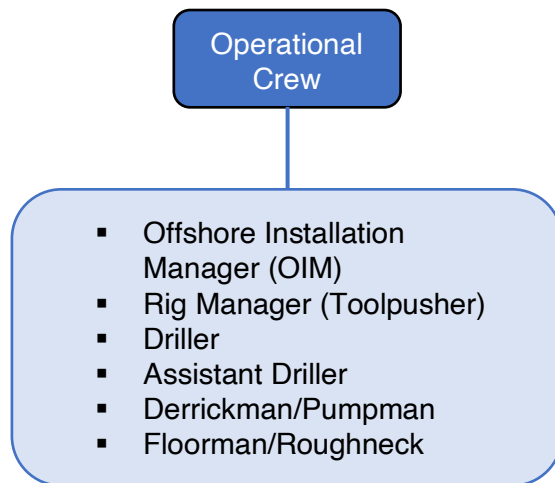 Operational
Crew
▪ Offshore Installation
Manager (OIM)
▪ Rig Manager (Toolpusher)
▪ Driller
▪ Assistant Driller
▪ Derrickman/Pumpman
▪ Floorman/Roughneck